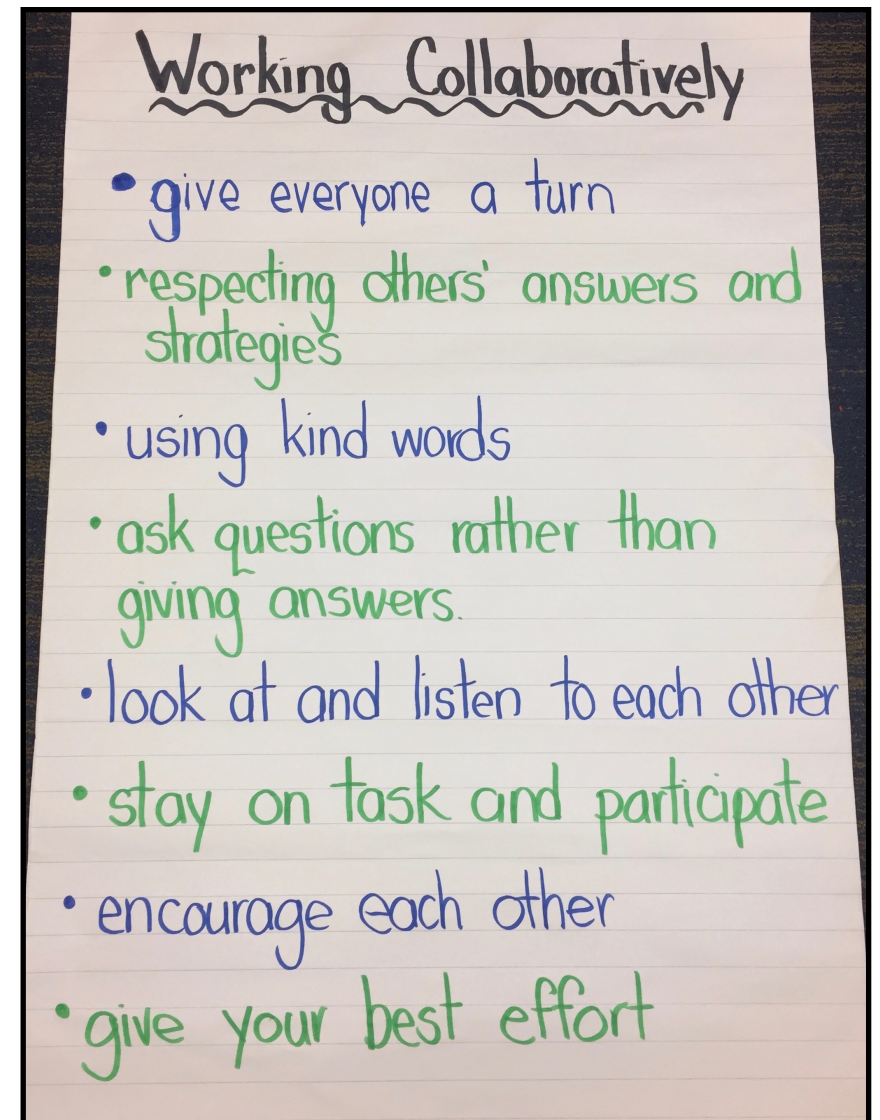 Working Collaboratively
• give everyone a turn
• respecting others' answers and
strategies
• using kind words
• ask questions rather than
giving answers.
• look at and listen to each other
• stay on task and participate
• encourage each other
• give your best effort